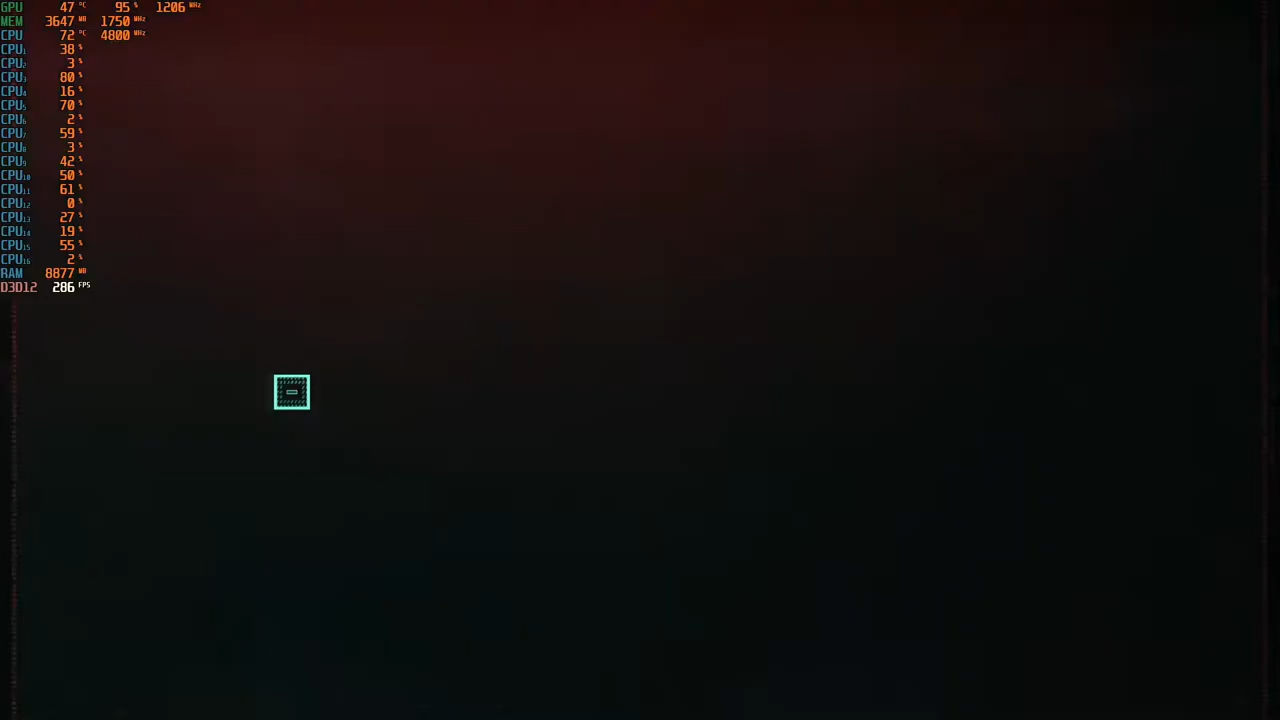 GPU 47 °C 95 % 1206 MHz
MEM 3647 MB 1750 MHz
CPU 72 °C 4800 MHz
CPU1 38 %
CPU2 3 %
CPU3 80 %
CPU4 16 %
CPU5 70 %
CPU6 2 %
CPU7 59 %
CPU8 3 %
CPU9 42 %
CPU10 50 %
CPU11 61 %
CPU12 0 %
CPU13 27 %
CPU14 19 %
CPU15 55 %
CPU16 2 %
RAM 8877 MB
D3D12 286 FPS